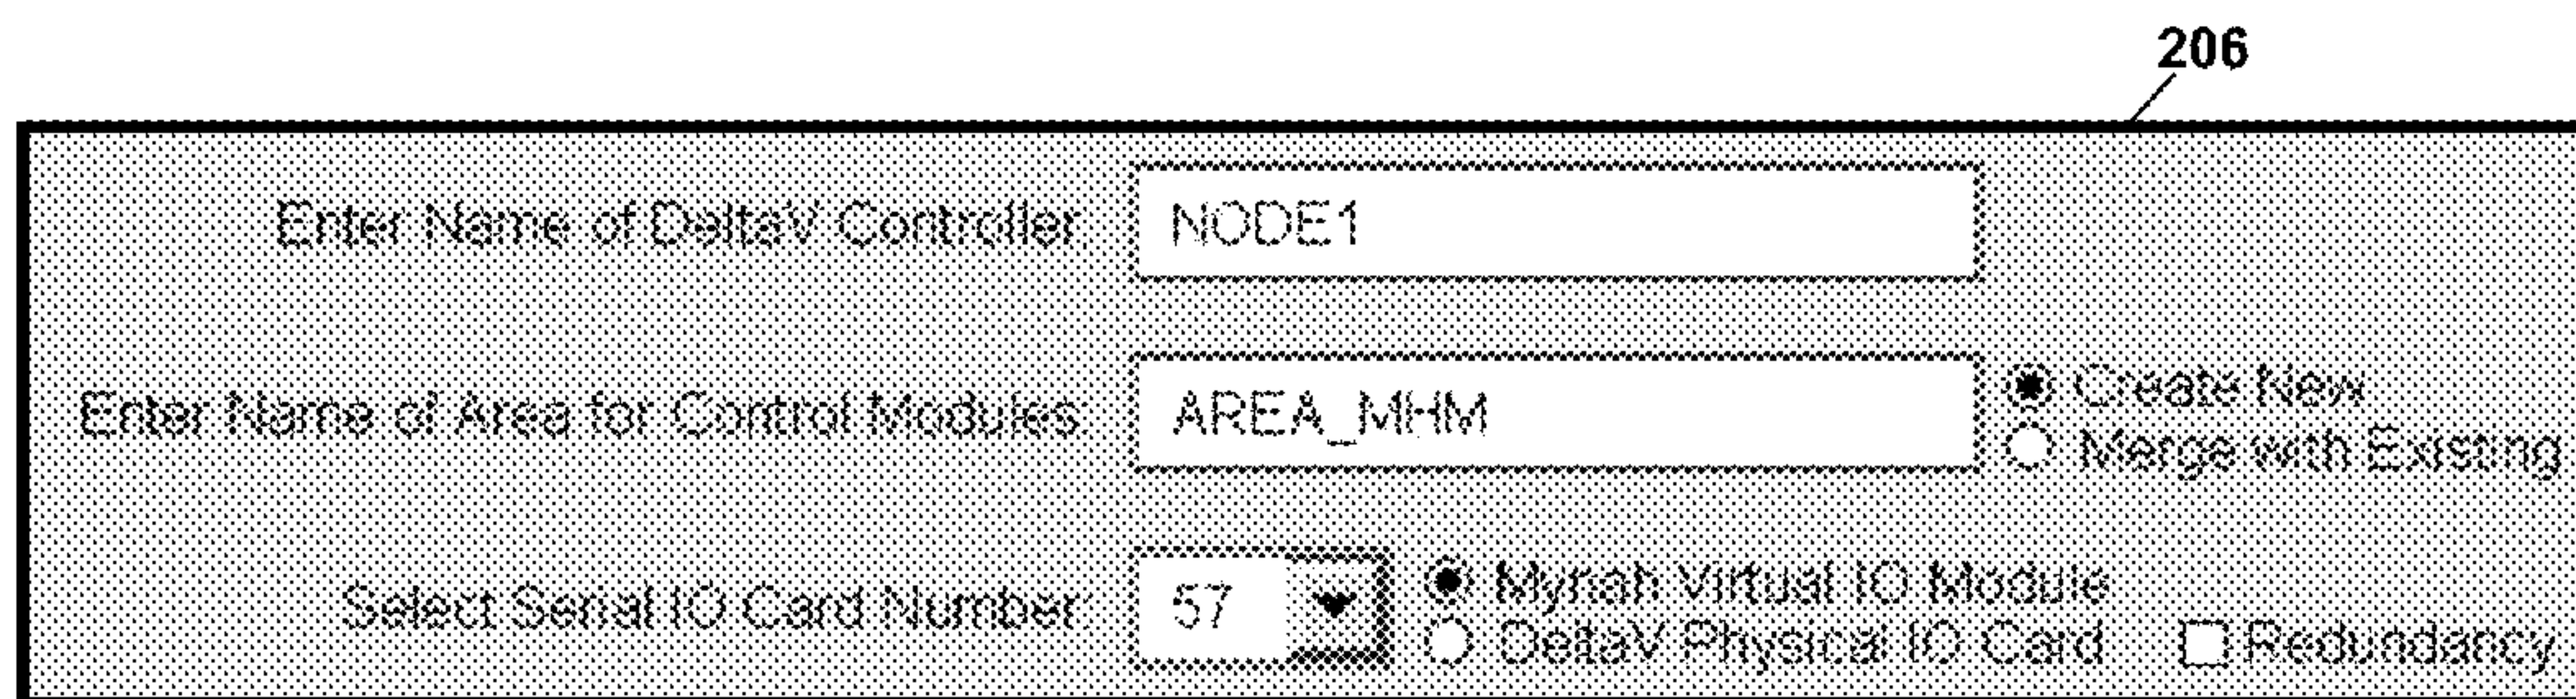 206
Enter Name of DeltaV Controller: NODE1
Enter Name of Area for Control Modules: AREA_MHM
Create New
Merge with Existing
Select Serial IO Card Number: 57
Mynah Virtual IO Module
DeltaV Physical IO Card
Redundancy